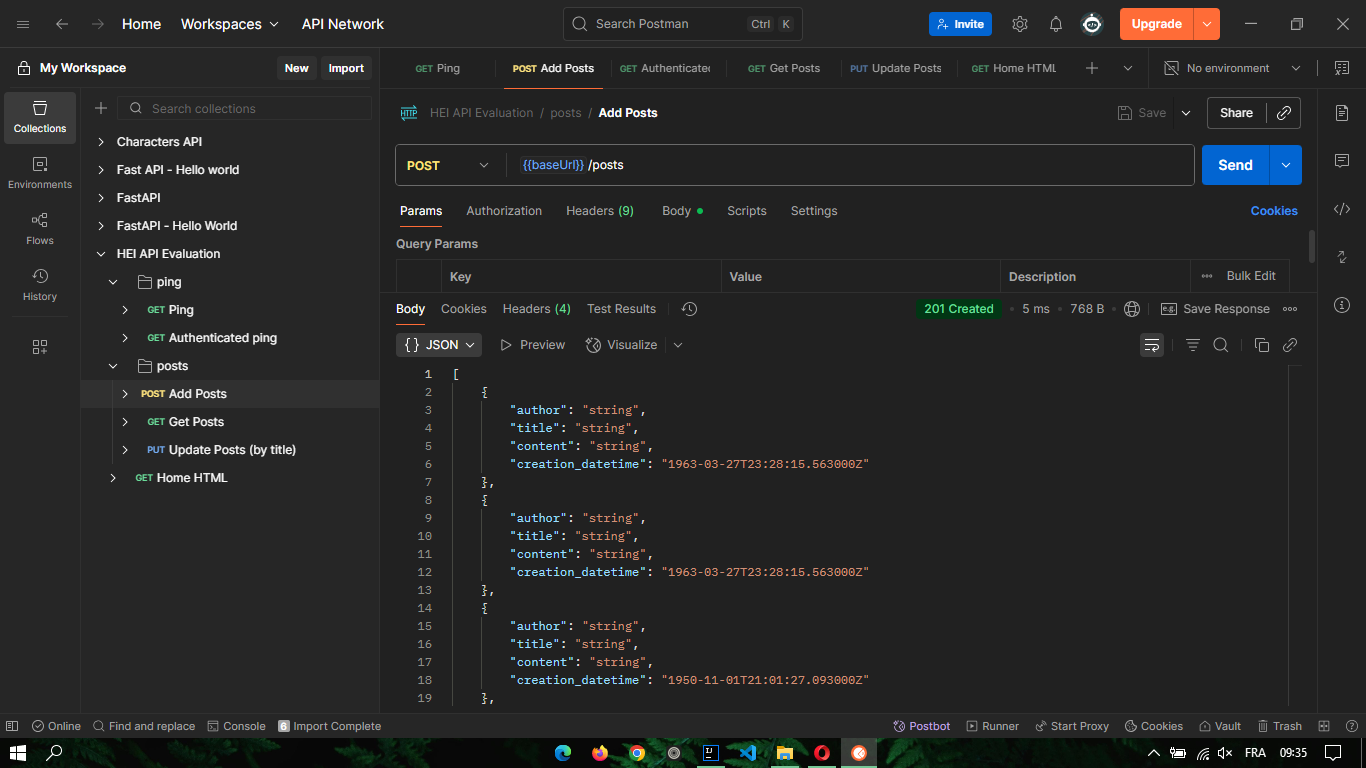 Home Workspaces API Network Search Postman Ctrl K Invite Upgrade
My Workspace New Import
GET Ping POST Add Posts GET Authenticated GET Get Posts PUT Update Posts GET Home HTML No environment
Collections
Environments
Flows
History
Search collections
Characters API
Fast API - Hello world
FastAPI
FastAPI - Hello World
HEI API Evaluation
ping
GET Ping
GET Authenticated ping
posts
POST Add Posts
GET Get Posts
PUT Update Posts (by title)
GET Home HTML
HTTP HEI API Evaluation / posts / Add Posts Save Share
POST {{baseUrl}} /posts Send
Params Authorization Headers (9) Body Scripts Settings Cookies
Query Params
Key Value Description Bulk Edit
Body Cookies Headers (4) Test Results 201 Created 5 ms 768 B e.g. Save Response
{} JSON Preview Visualize
1 [
2 {
3 "author": "string",
4 "title": "string",
5 "content": "string",
6 "creation_datetime": "1963-03-27T23:28:15.563000Z"
7 },
8 {
9 "author": "string",
10 "title": "string",
11 "content": "string",
12 "creation_datetime": "1963-03-27T23:28:15.563000Z"
13 },
14 {
15 "author": "string",
16 "title": "string",
17 "content": "string",
18 "creation_datetime": "1950-11-01T21:01:27.093000Z"
19 },
Online Find and replace Console 6 Import Complete Postbot Runner Start Proxy Cookies Vault Trash
FRA 09:35